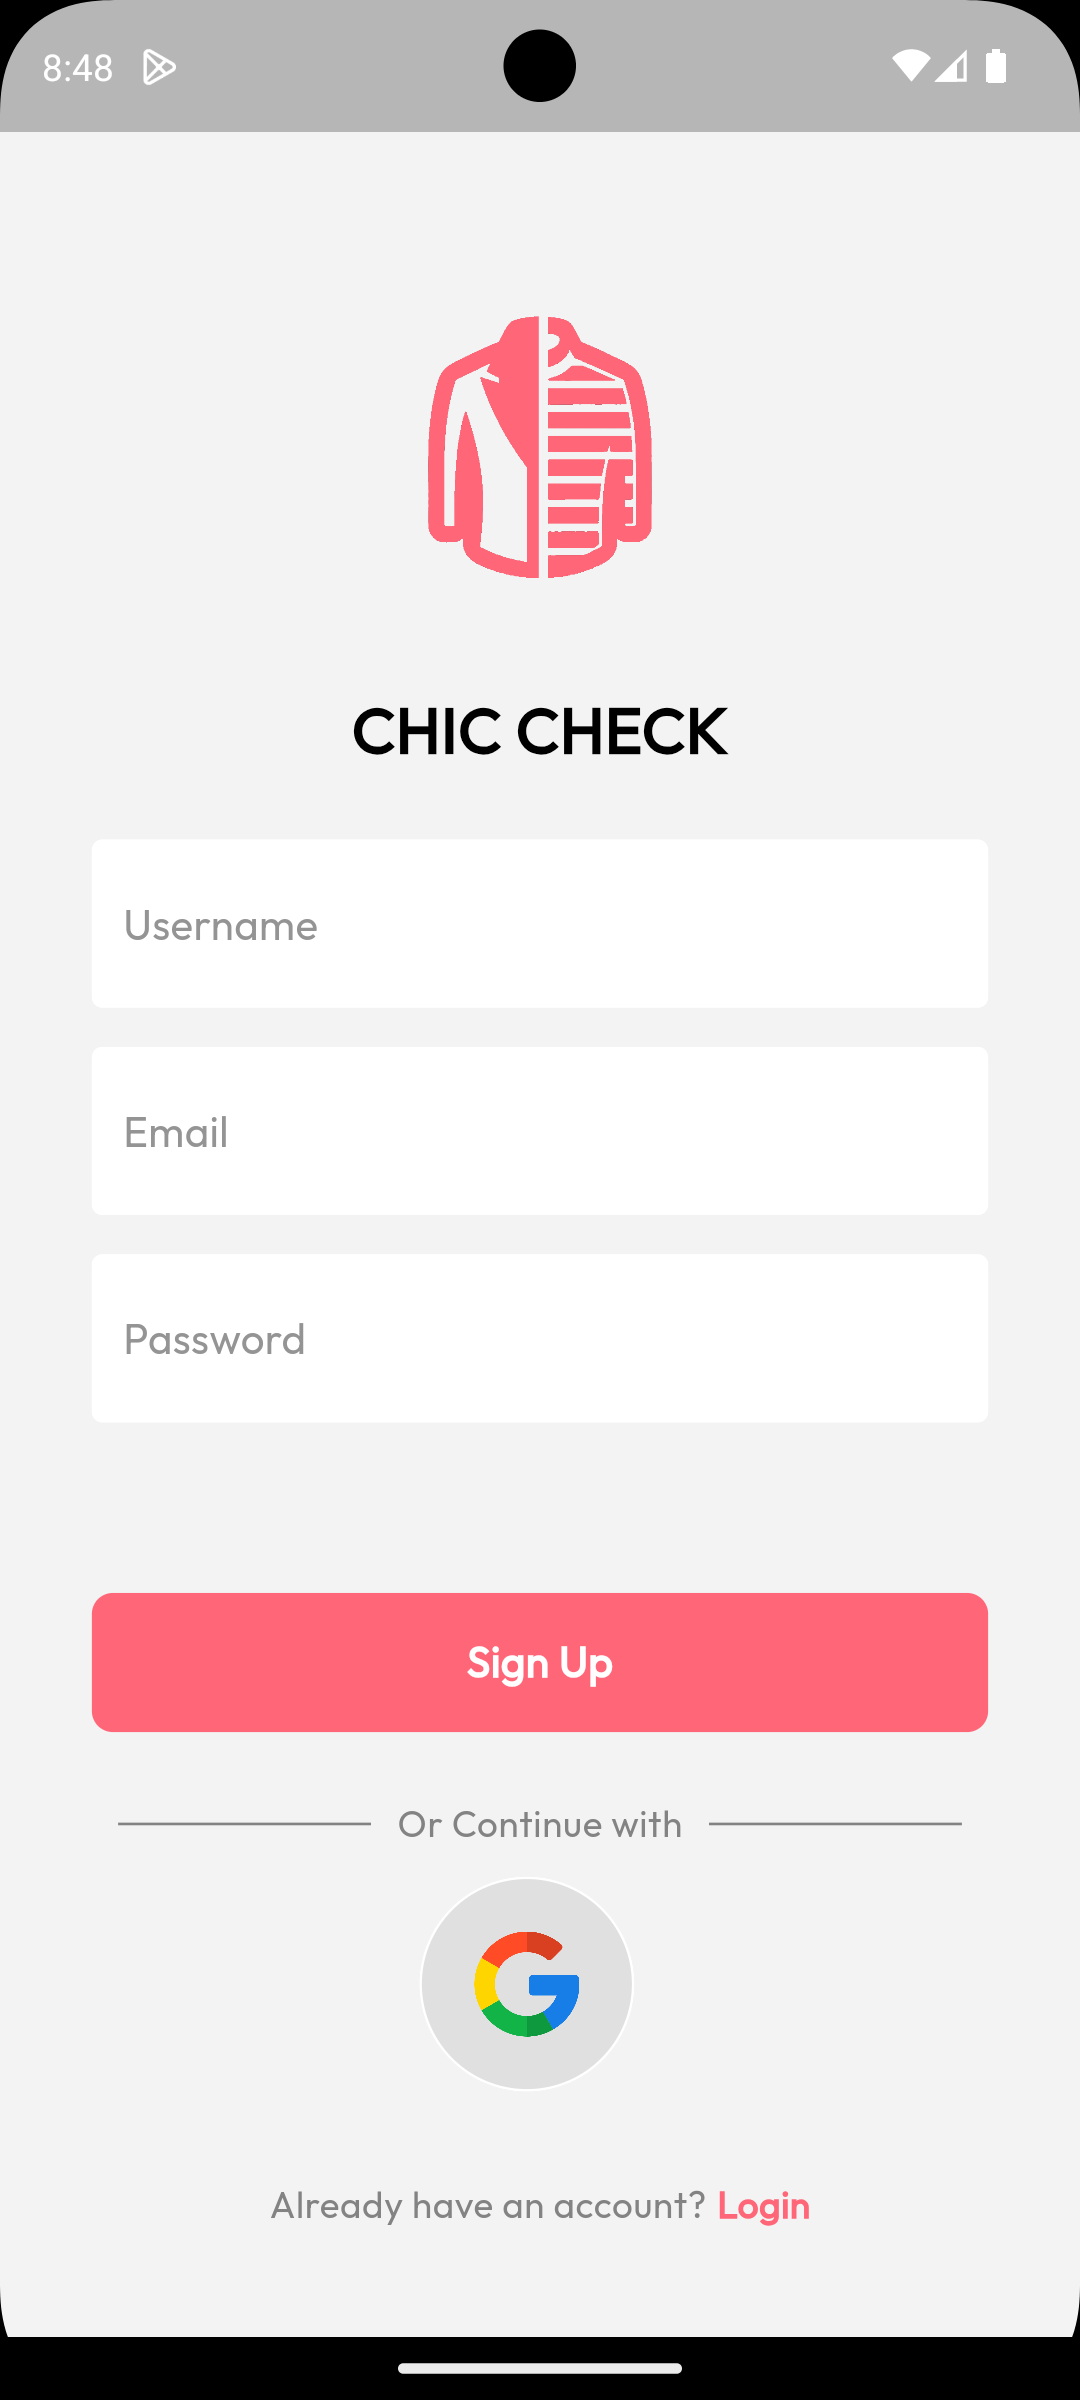 8:48
CHIC CHECK
Username
Email
Password
Sign Up
Or Continue with
Already have an account? Login